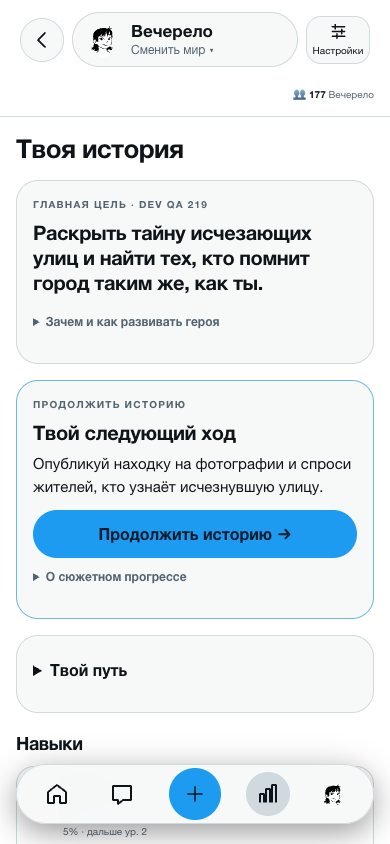 Вечерело
Сменить мир ▾
Настройки
👥 177 Вечерело
Твоя история
ГЛАВНАЯ ЦЕЛЬ · DEV QA 219
Раскрыть тайну исчезающих
улиц и найти тех, кто помнит
город таким же, как ты.
▶ Зачем и как развивать героя
ПРОДОЛЖИТЬ ИСТОРИЮ
Твой следующий ход
Опубликуй находку на фотографии и спроси
жителей, кто узнаёт исчезнувшую улицу.
Продолжить историю →
▶ О сюжетном прогрессе
▶ Твой путь
Навыки
5% · дальше ур. 2